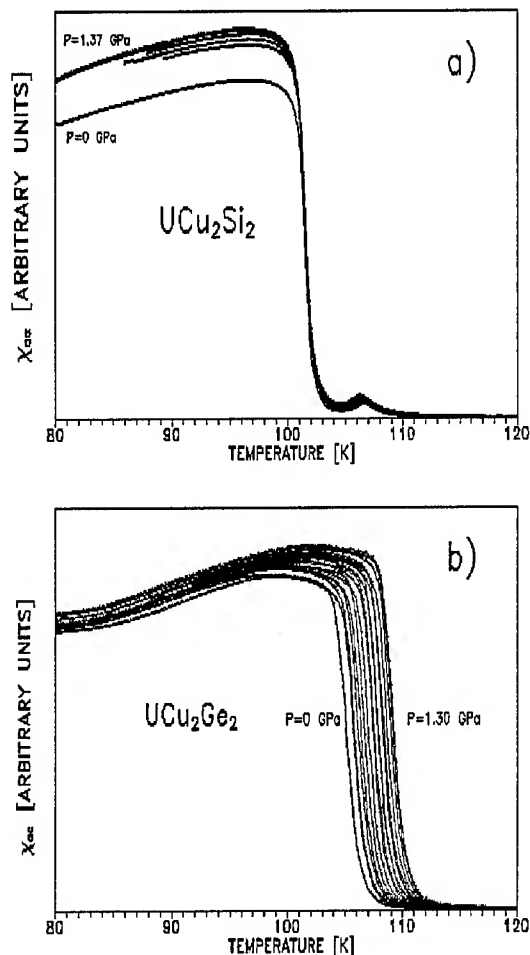 P=1.37 GPa
a)
P=0 GPa
UCu₂Si₂
χac [ARBITRARY UNITS]
80 90 100 110 120
TEMPERATURE [K]
b)
P=0 GPa P=1.30 GPa
UCu₂Ge₂
χac [ARBITRARY UNITS]
80 90 100 110 120
TEMPERATURE [K]